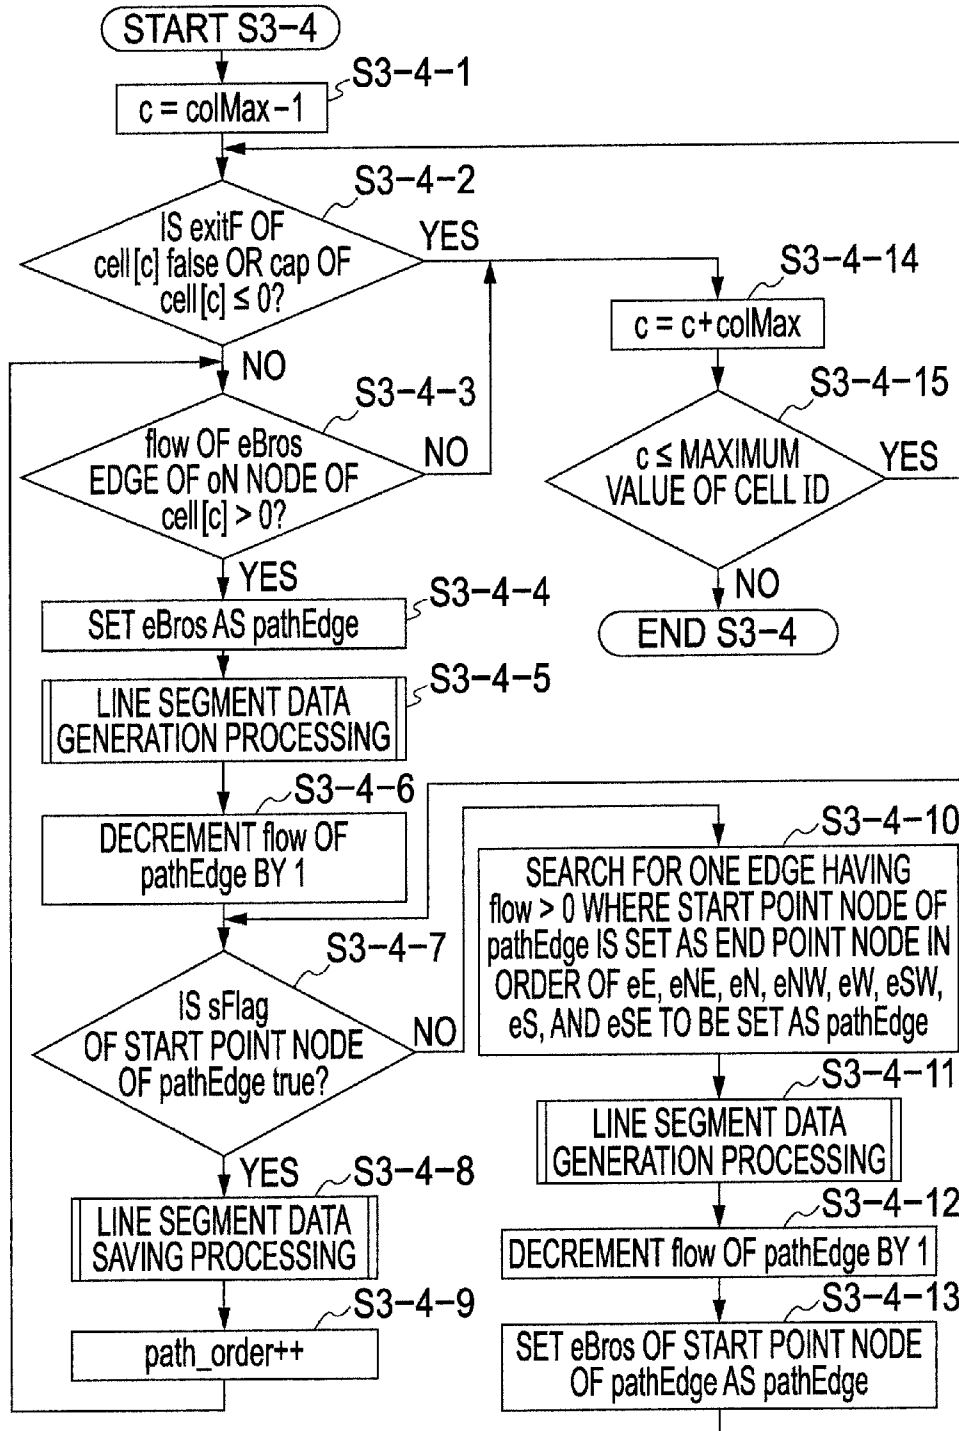 START S3-4
S3-4-1
c = colMax-1
S3-4-2
IS exitF OF
cell[c] false OR cap OF
cell[c] ≤ 0?
YES
NO
S3-4-3
flow OF eBros
EDGE OF oN NODE OF
cell[c] > 0?
NO
YES
S3-4-4
SET eBros AS pathEdge
S3-4-5
LINE SEGMENT DATA
GENERATION PROCESSING
S3-4-6
DECREMENT flow OF
pathEdge BY 1
S3-4-7
IS sFlag
OF START POINT NODE
OF pathEdge true?
NO
YES
S3-4-8
LINE SEGMENT DATA
SAVING PROCESSING
S3-4-9
path_order++
S3-4-14
c = c+colMax
S3-4-15
c ≤ MAXIMUM
VALUE OF CELL ID
YES
NO
END S3-4
S3-4-10
SEARCH FOR ONE EDGE HAVING
flow > 0 WHERE START POINT NODE OF
pathEdge IS SET AS END POINT NODE IN
ORDER OF eE, eNE, eN, eNW, eW, eSW,
eS, AND eSE TO BE SET AS pathEdge
S3-4-11
LINE SEGMENT DATA
GENERATION PROCESSING
S3-4-12
DECREMENT flow OF pathEdge BY 1
S3-4-13
SET eBros OF START POINT NODE
OF pathEdge AS pathEdge